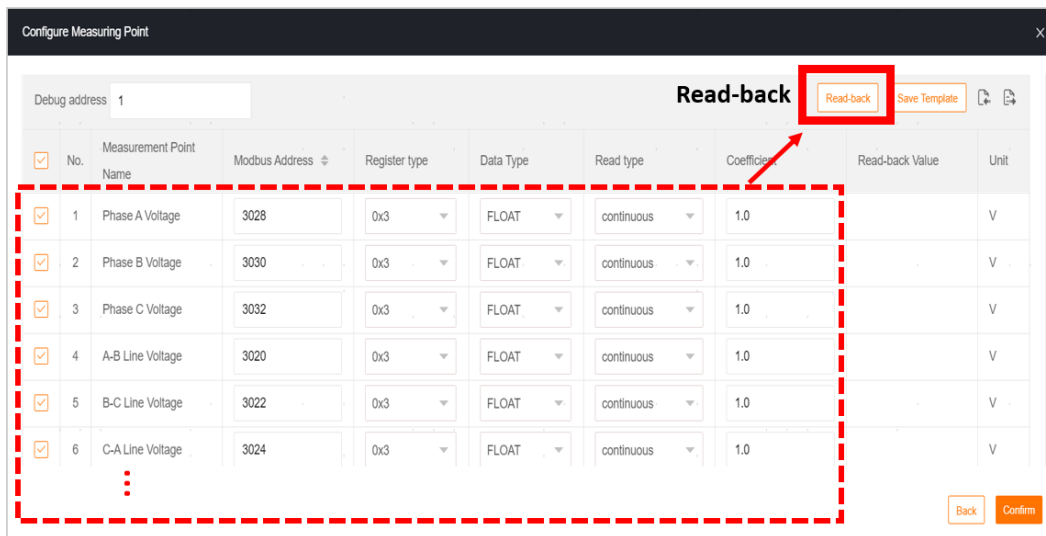 Configure Measuring Point X
Debug address 1 Read-back Read-back Save Template
No. Measurement Point Name Modbus Address Register type Data Type Read type Coefficient Read-back Value Unit
1 Phase A Voltage 3028 0x3 FLOAT continuous 1.0 V
2 Phase B Voltage 3030 0x3 FLOAT continuous 1.0 V
3 Phase C Voltage 3032 0x3 FLOAT continuous 1.0 V
4 A-B Line Voltage 3020 0x3 FLOAT continuous 1.0 V
5 B-C Line Voltage 3022 0x3 FLOAT continuous 1.0 V
6 C-A Line Voltage 3024 0x3 FLOAT continuous 1.0 V
Back Confirm